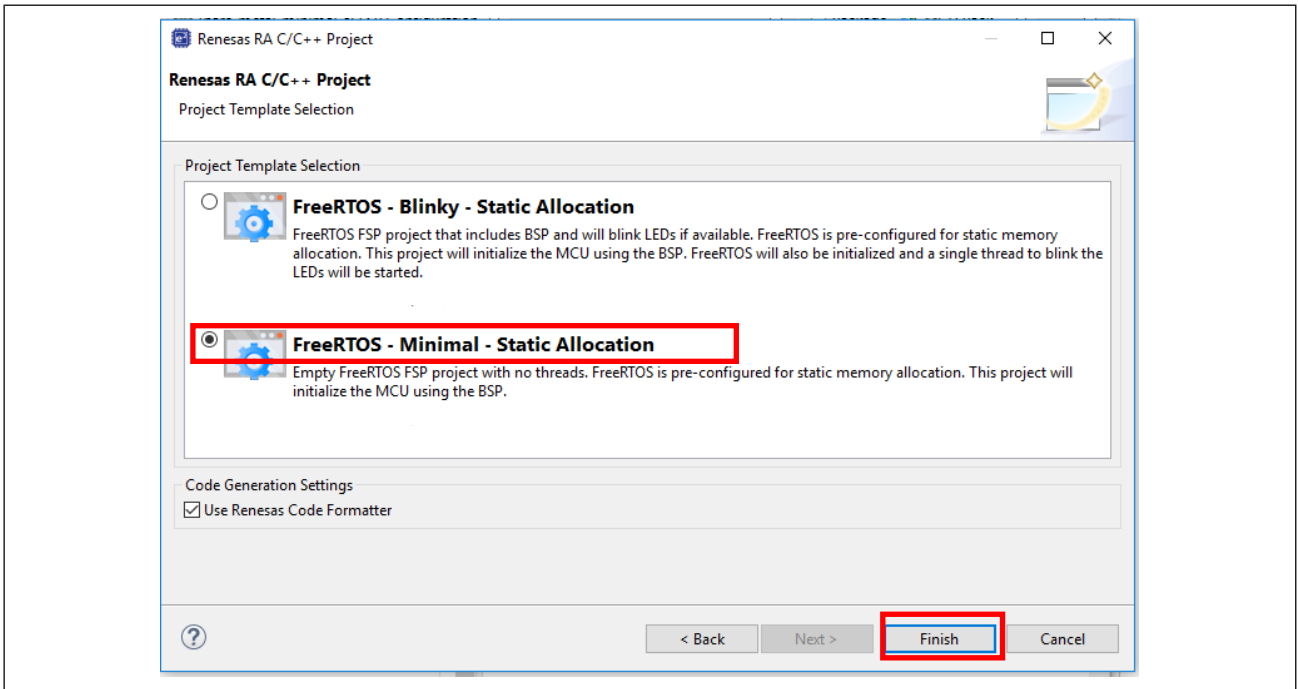 Renesas RA C/C++ Project
Renesas RA C/C++ Project
Project Template Selection
Project Template Selection
FreeRTOS - Blinky - Static Allocation
FreeRTOS FSP project that includes BSP and will blink LEDs if available. FreeRTOS is pre-configured for static memory
allocation. This project will initialize the MCU using the BSP. FreeRTOS will also be initialized and a single thread to blink the
LEDs will be started.
FreeRTOS - Minimal - Static Allocation
Empty FreeRTOS FSP project with no threads. FreeRTOS is pre-configured for static memory allocation. This project will
initialize the MCU using the BSP.
Code Generation Settings
Use Renesas Code Formatter
? < Back Next > Finish Cancel